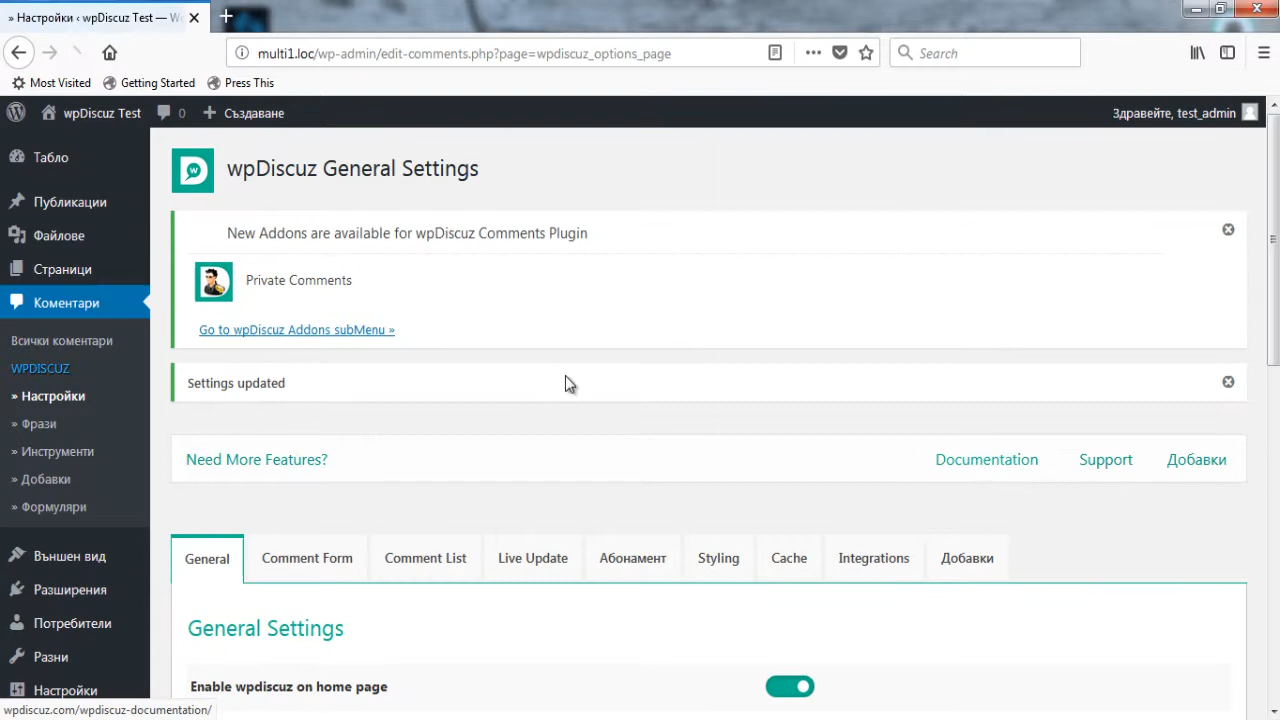 » Настройки ‹ wpDiscuz Test — W
multi1.loc/wp-admin/edit-comments.php?page=wpdiscuz_options_page
Search
Most Visited
Getting Started
Press This
wpDiscuz Test
0
Създаване
Здравейте, test_admin
Табло
Публикации
Файлове
Страници
Коментари
Всички коментари
WPDISCUZ
» Настройки
» Фрази
» Инструменти
» Добавки
» Формуляри
Външен вид
Разширения
Потребители
Разни
Настройки
wpDiscuz General Settings
New Addons are available for wpDiscuz Comments Plugin
Private Comments
Go to wpDiscuz Addons subMenu »
Settings updated
Need More Features?
Documentation
Support
Добавки
General
Comment Form
Comment List
Live Update
Абонамент
Styling
Cache
Integrations
Добавки
General Settings
Enable wpdiscuz on home page
wpdiscuz.com/wpdiscuz-documentation/